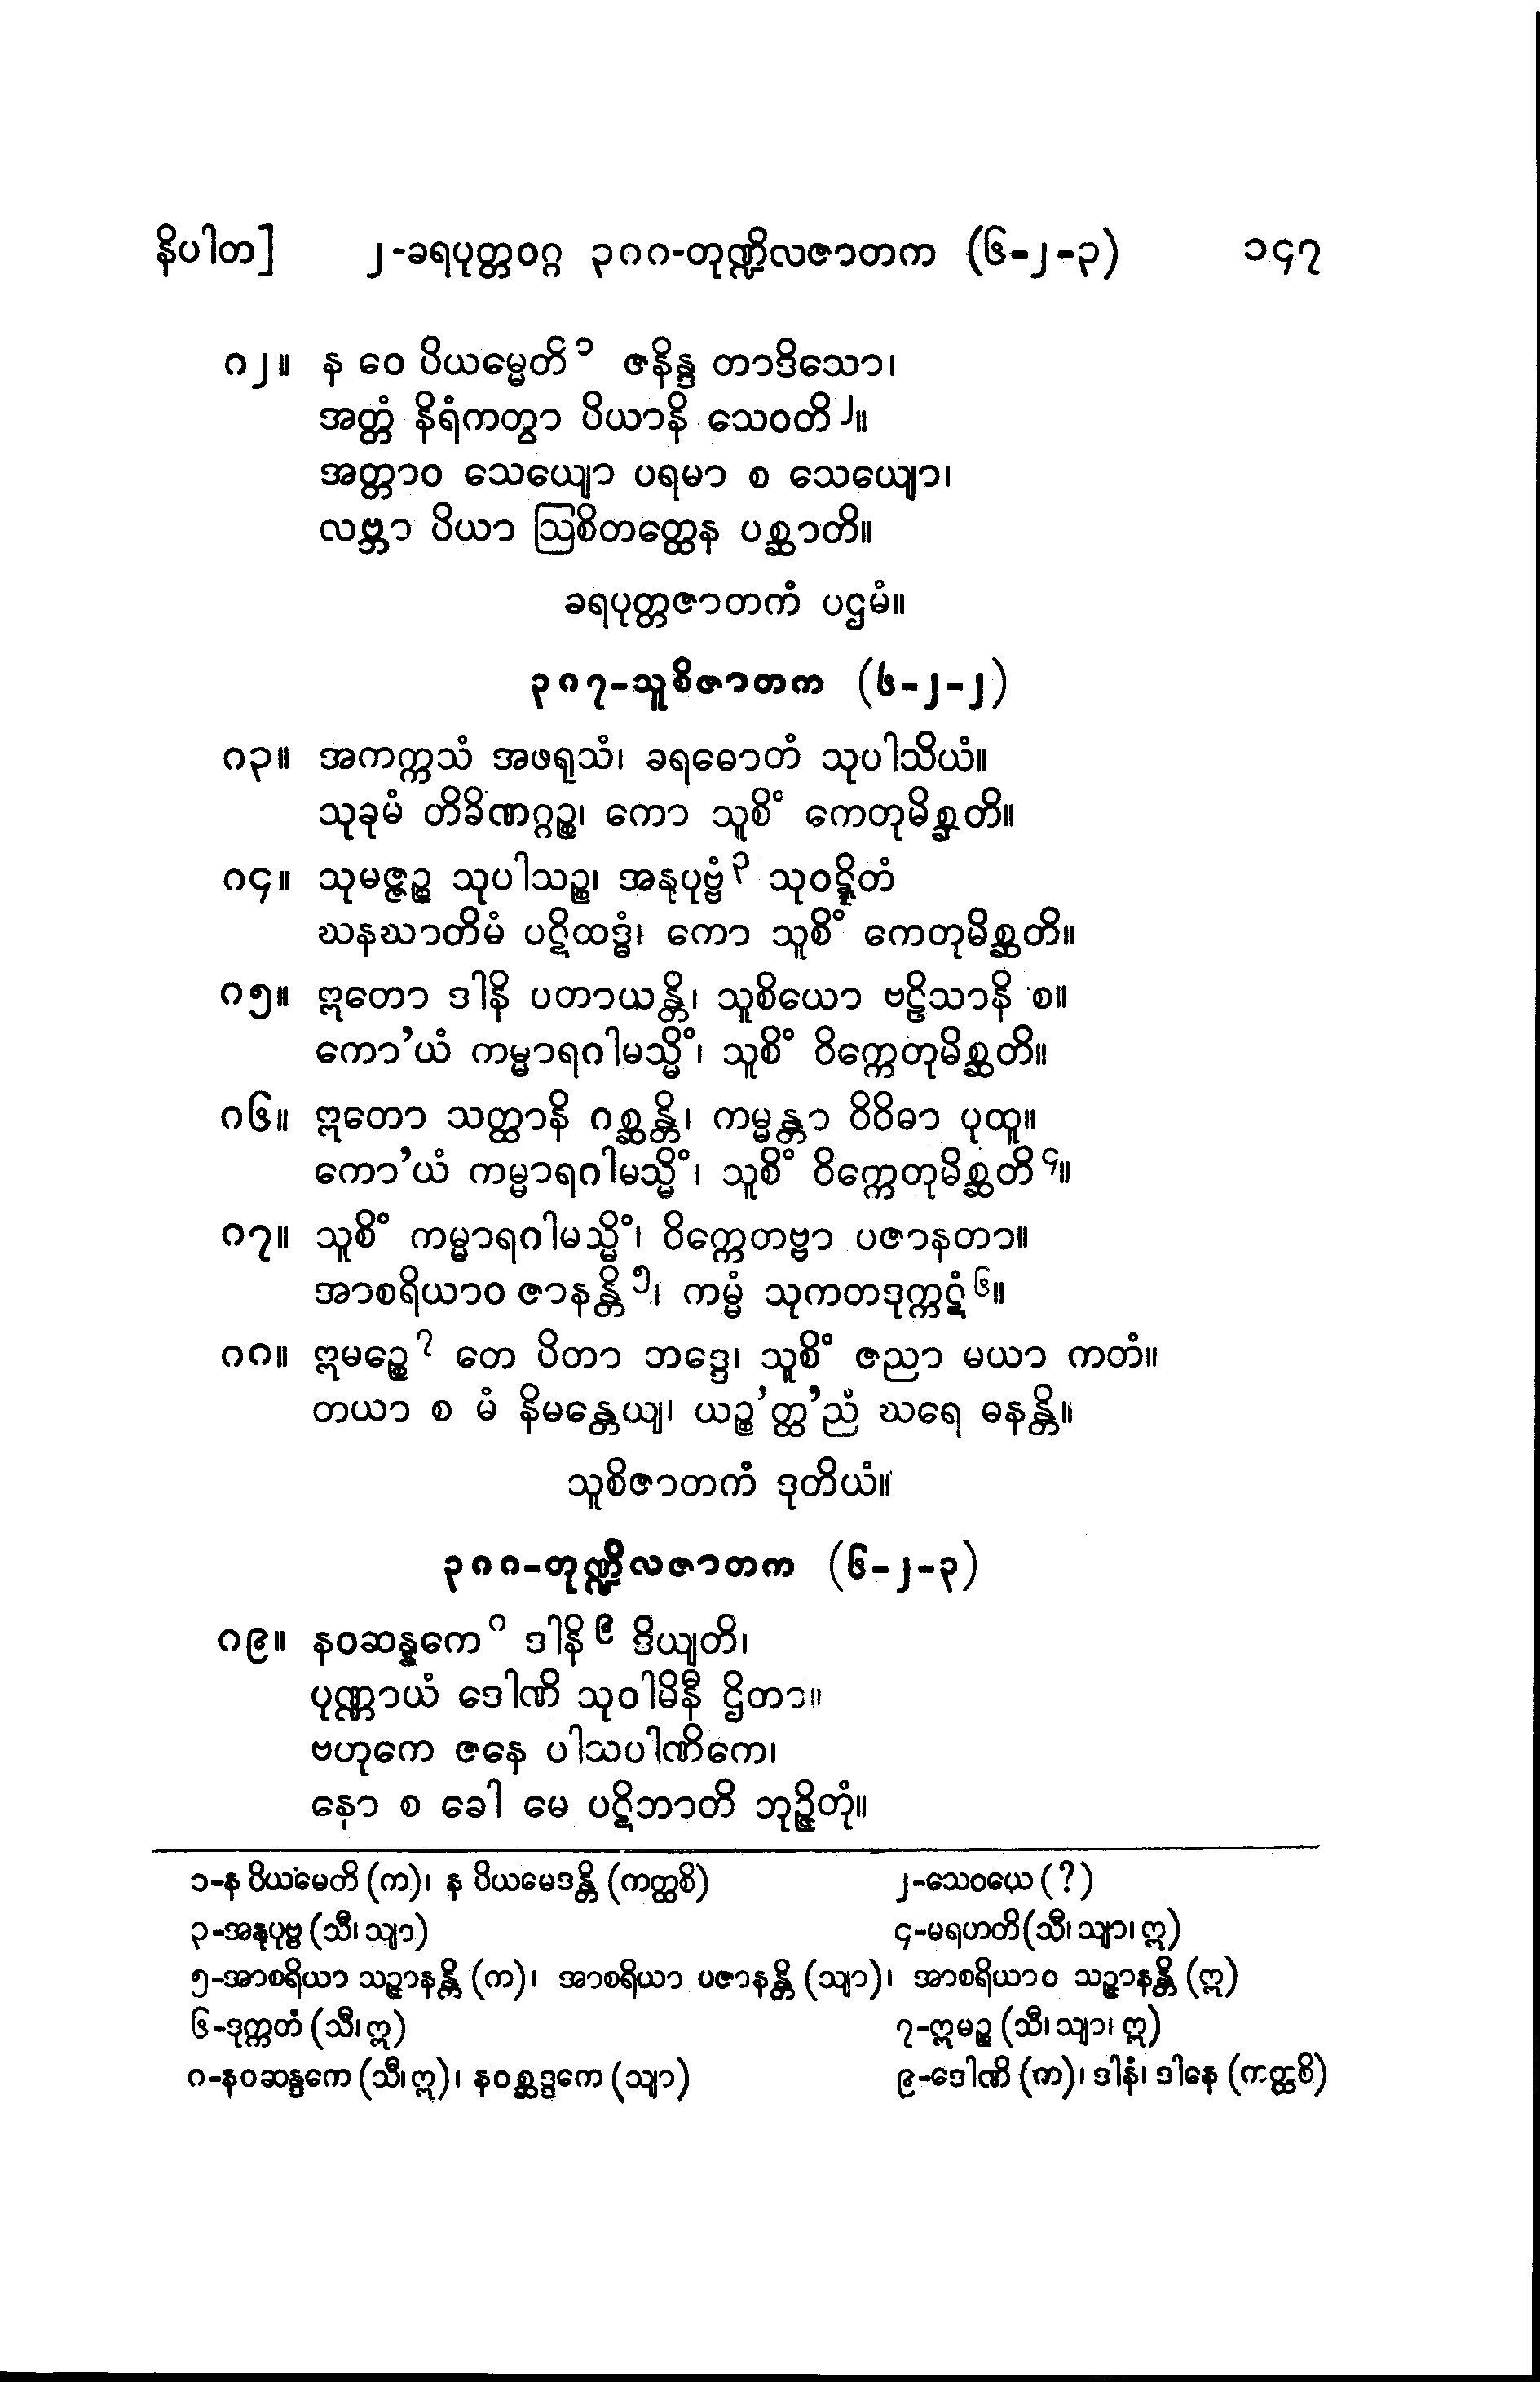 နိပါတ] ၂-ခရပုတ္တဝဂ္ဂ ၃၈၈-တုဏ္ဍိလဇာတက (၆-၂-၃) ၁၄၇
၈၂။ န ဝေ ပိယမ္မေတိ ၁ ဇနိန္ဒ တာဒိသော၊
အတ္တံ နိရံကတွာ ပိယာနိ သေဝတိ ၂။
အတ္တာဝ သေယျော ပရမာ စ သေယျော၊
လဗ္ဘာ ပိယာ ဩစိတတ္ထေန ပစ္ဆာတိ။
ခရပုတ္တဇာတကံ ပဌမံ။
၃၈၇-သူစိဇာတက (၆-၂-၂)
၈၃။ အကက္ကသံ အဖရုသံ၊ ခရဓောတံ သုပါသိယံ။
သုခုမံ တိခိဏဂ္ဂဉ္စ၊ ကော သူစိံ ကေတုမိစ္ဆတိ။
၈၄။ သုမဇ္ဇဉ္စ သုပါသဉ္စ၊ အနုပုဗ္ဗံ ၃ သုဝဋ္ဋိတံ
ဃနဃာတိမံ ပဋိထဒ္ဓံ၊ ကော သူစိံ ကေတုမိစ္ဆတိ။
၈၅။ ဣတော ဒါနိ ပတာယန္တိ၊ သူစိယော ဗဠိသာနိ စ။
ကော’ယံ ကမ္မာရဂါမသ္မိံ၊ သူစိံ ဝိက္ကေတုမိစ္ဆတိ။
၈၆။ ဣတော သတ္ထာနိ ဂစ္ဆန္တိ၊ ကမ္မန္တာ ဝိဝိဓာ ပုထူ။
ကော’ယံ ကမ္မာရဂါမသ္မိံ၊ သူစိံ ဝိက္ကေတုမိစ္ဆတိ ၄။
၈၇။ သူစိံ ကမ္မာရဂါမသ္မိံ၊ ဝိက္ကေတဗ္ဗာ ပဇာနတာ။
အာစရိယာဝ ဇာနန္တိ ၅၊ ကမ္မံ သုကတဒုက္ကဋံ ၆။
၈၈။ ဣမဉ္စေ ၇ တေ ပိတာ ဘဒ္ဒေ၊ သူစိံ ဇညာ မယာ ကတံ။
တယာ စ မံ နိမန္တေယျ၊ ယဉ္စ’တ္ထ’ညံ ဃရေ ဓနန္တိ။
သူစိဇာတကံ ဒုတိယံ။
၃၈၈-တုဏ္ဍိလဇာတက (၆-၂-၃)
၈၉။ နဝဆန္နကေ ၈ ဒါနိ ၉ ဒိယျတိ၊
ပုဏ္ဏာယံ ဒေါဏိ သုဝါမိနီ ဌိတာ။
ဗဟုကေ ဇနေ ပါသပါဏိကေ၊
နော စ ခေါ မေ ပဋိဘာတိ ဘုဉ္ဇိတုံ။
၁-န ပိယမေတိ (က)၊ န ပိယမေဒန္တိ (ကတ္ထစိ) ၂-သေဝယေ (?)
၃-အနုပုဗ္ဗ (သီ၊ သျာ) ၄-မရဟတိ (သီ၊ သျာ၊ ဣ)
၅-အာစရိယာ သဉ္ဇာနန္တိ (က)၊ အာစရိယာ ပဇာနန္တိ (သျာ)၊ အာစရိယာဝ သဉ္ဇာနန္တိ (ဣ)
၆-ဒုက္ကတံ (သီ၊ ဣ) ၇-ဣမဉ္စ (သီ၊ သျာ၊ ဣ)
၈-နဝဆန္ဒကေ (သီ၊ ဣ)၊ နဝစ္ဆဒ္ဒကေ (သျာ) ၉-ဒေါဏိ (က)၊ ဒါနံ၊ ဒါနေ (ကတ္ထစိ)